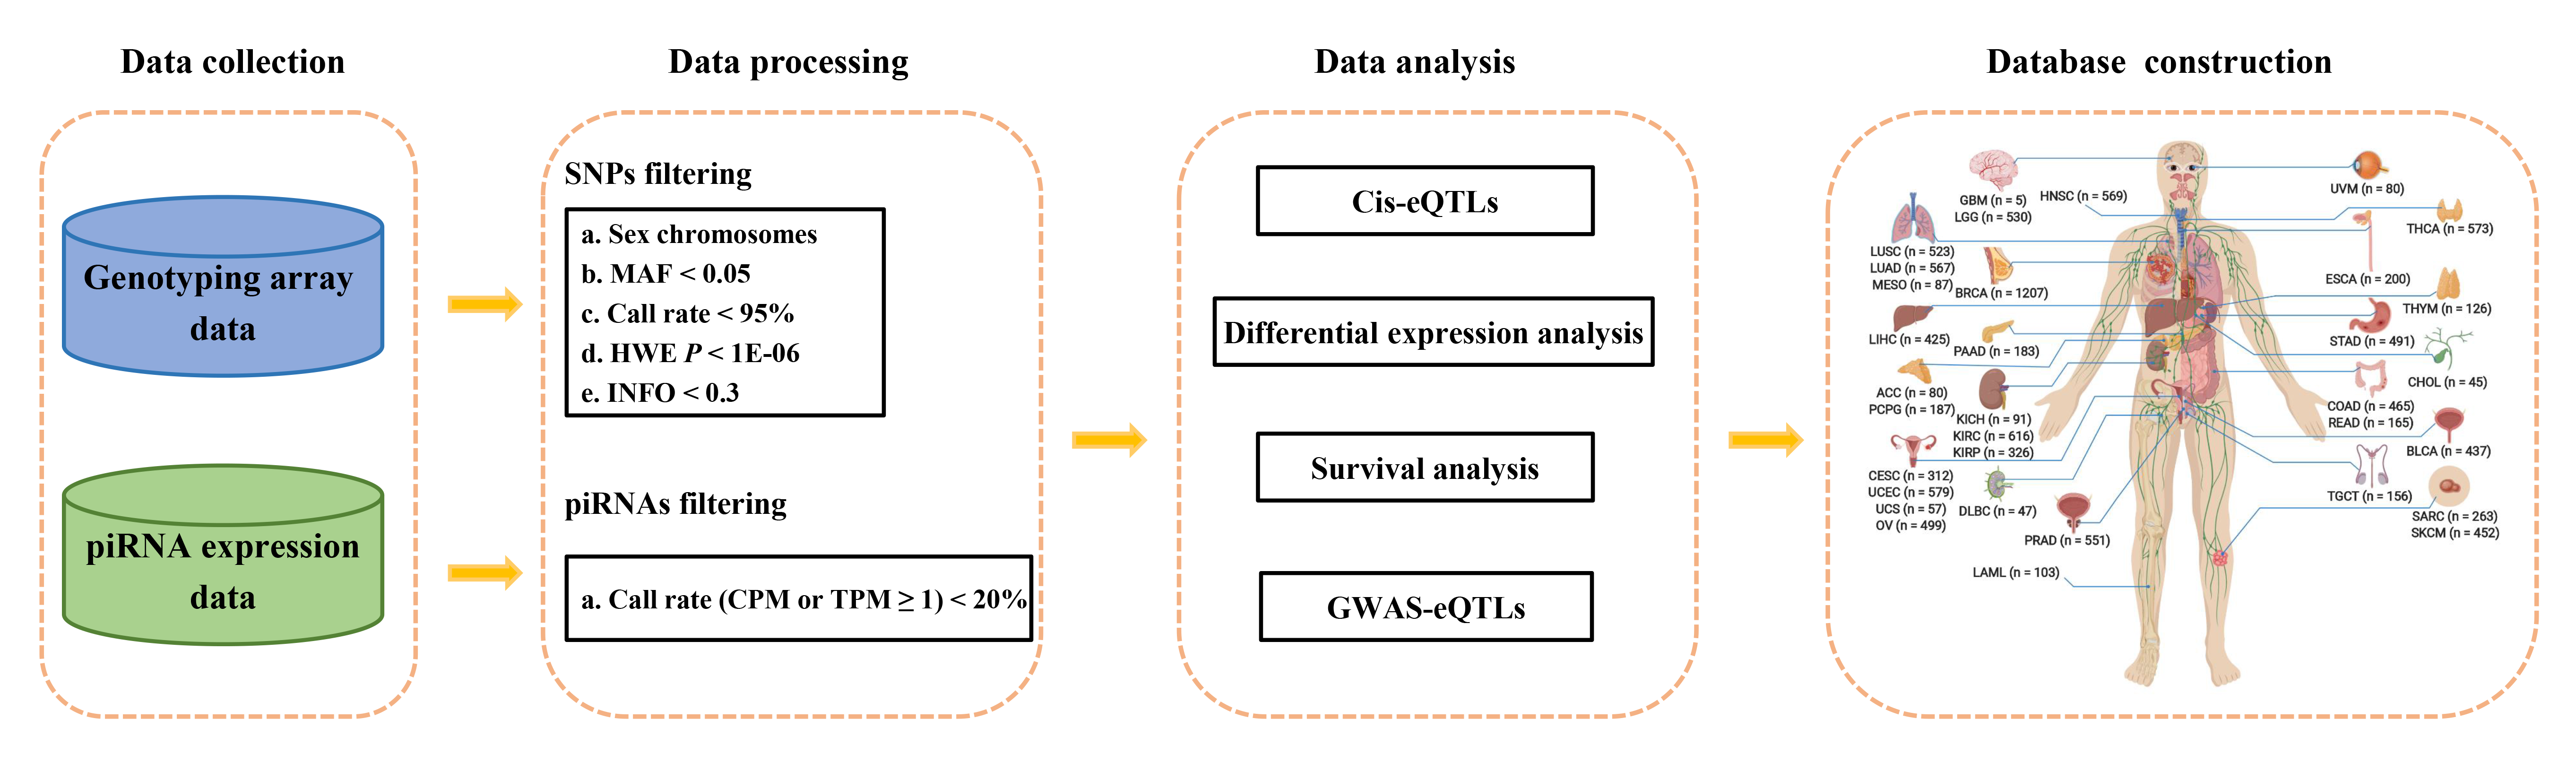 Data collection
Genotyping array
data
piRNA expression
data
Data processing
SNPs filtering
a. Sex chromosomes
b. MAF < 0.05
c. Call rate < 95%
d. HWE P < 1E-06
e. INFO < 0.3
piRNAs filtering
a. Call rate (CPM or TPM ≥ 1) < 20%
Data analysis
Cis-eQTLs
Differential expression analysis
Survival analysis
GWAS-eQTLs
Database construction
GBM (n = 5)
LGG (n = 530)
HNSC (n = 569)
LUSC (n = 523)
LUAD (n = 567)
MESO (n = 87)
BRCA (n = 1207)
LIHC (n = 425)
PAAD (n = 183)
ACC (n = 80)
PCPG (n = 187)
KICH (n = 91)
KIRC (n = 616)
KIRP (n = 326)
CESC (n = 312)
UCEC (n = 579)
UCS (n = 57)
OV (n = 499)
DLBC (n = 47)
PRAD (n = 551)
LAML (n = 103)
UVM (n = 80)
THCA (n = 573)
ESCA (n = 200)
THYM (n = 126)
STAD (n = 491)
CHOL (n = 45)
COAD (n = 465)
READ (n = 165)
BLCA (n = 437)
TGCT (n = 156)
SARC (n = 263)
SKCM (n = 452)